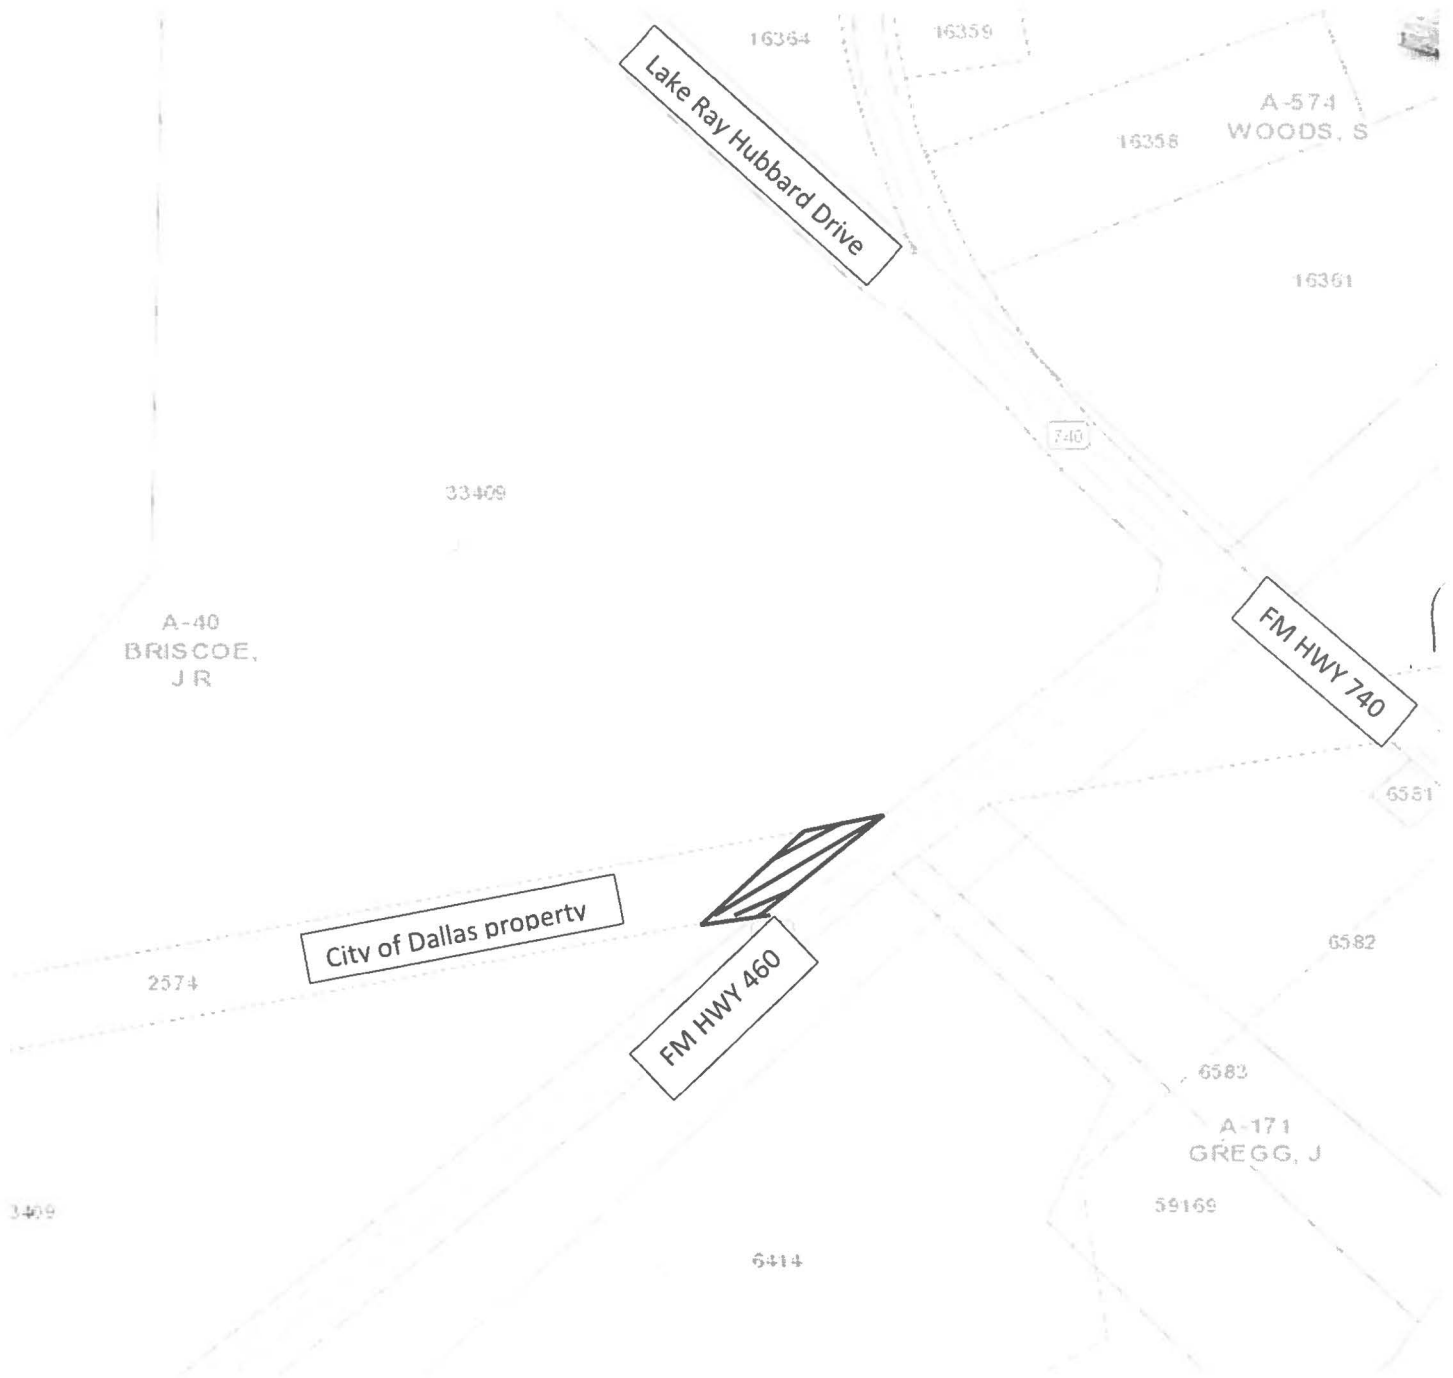 16364
16359
Lake Ray Hubbard Drive
A-574
WOODS, S
16358
16361
740
33409
FM HWY 740
A-40
BRISCOE,
J R
6581
City of Dallas property
2574
6582
FM HWY 460
6583
A-171
GREGG, J
59169
3409
6414